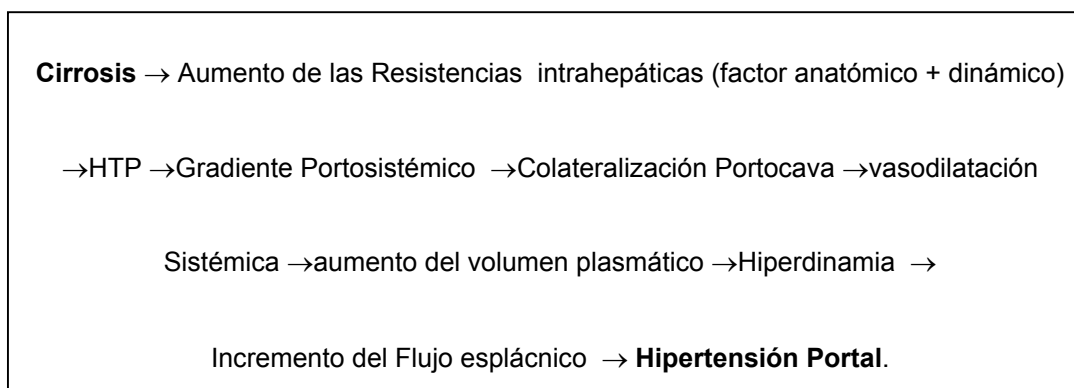 Cirrosis → Aumento de las Resistencias intrahepáticas (factor anatómico + dinámico)
→HTP →Gradiente Portosistémico →Colateralización Portocava →vasodilatación
Sistémica →aumento del volumen plasmático →Hiperdinamia →
Incremento del Flujo esplácnico → Hipertensión Portal.